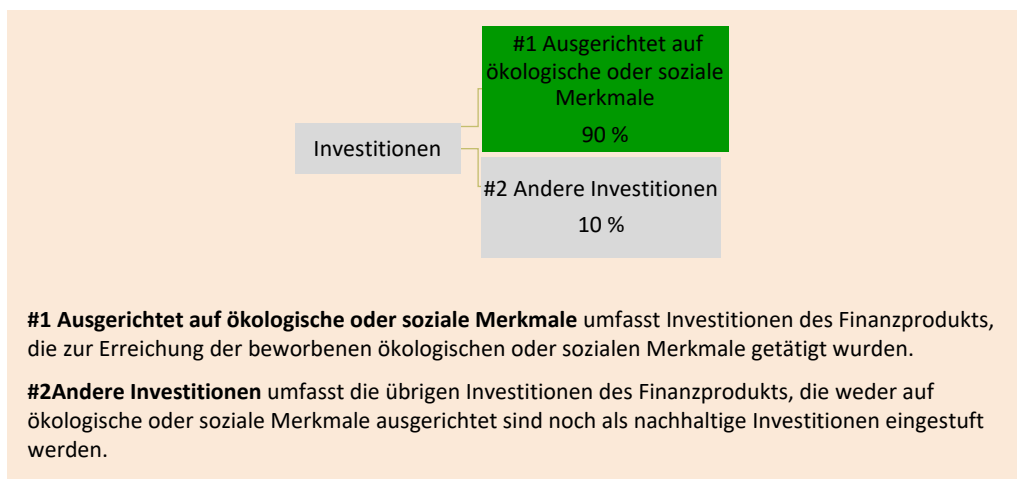 #1 Ausgerichtet auf
ökologische oder soziale
Merkmale
90 %
Investitionen
#2 Andere Investitionen
10 %
#1 Ausgerichtet auf ökologische oder soziale Merkmale umfasst Investitionen des Finanzprodukts,
die zur Erreichung der beworbenen ökologischen oder sozialen Merkmale getätigt wurden.
#2Andere Investitionen umfasst die übrigen Investitionen des Finanzprodukts, die weder auf
ökologische oder soziale Merkmale ausgerichtet sind noch als nachhaltige Investitionen eingestuft
werden.